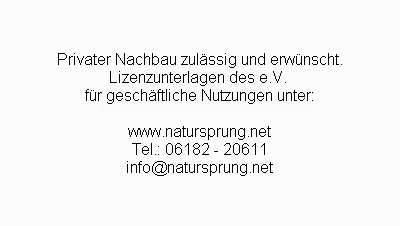 Privater Nachbau zulässig und erwünscht.
Lizenzunterlagen des e.V.
für geschäftliche Nutzungen unter:
www.natursprung.net
Tel.: 06182 - 20611
info@natursprung.net